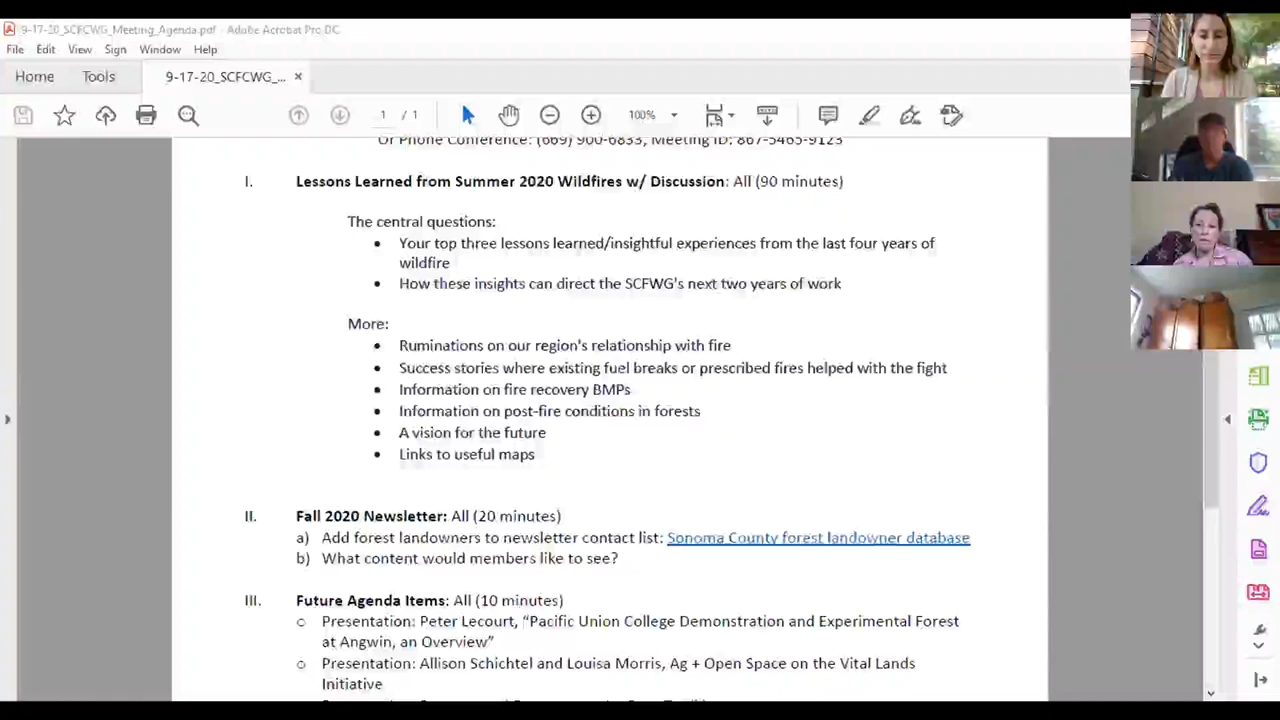 9-17-20_SCFCWG_Meeting_Agenda.pdf - Adobe Acrobat Pro DC
File Edit View Sign Window Help
Home Tools 9-17-20_SCFCWG_... ×
1 / 1 100%
Or Phone Conference: (669) 900-6833, Meeting ID: 867-5465-9123
I. Lessons Learned from Summer 2020 Wildfires w/ Discussion: All (90 minutes)
The central questions:
• Your top three lessons learned/insightful experiences from the last four years of
wildfire
• How these insights can direct the SCFWG's next two years of work
More:
• Ruminations on our region's relationship with fire
• Success stories where existing fuel breaks or prescribed fires helped with the fight
• Information on fire recovery BMPs
• Information on post-fire conditions in forests
• A vision for the future
• Links to useful maps
II. Fall 2020 Newsletter: All (20 minutes)
a) Add forest landowners to newsletter contact list: Sonoma County forest landowner database
b) What content would members like to see?
III. Future Agenda Items: All (10 minutes)
○ Presentation: Peter Lecourt, “Pacific Union College Demonstration and Experimental Forest
at Angwin, an Overview”
○ Presentation: Allison Schichtel and Louisa Morris, Ag + Open Space on the Vital Lands
Initiative